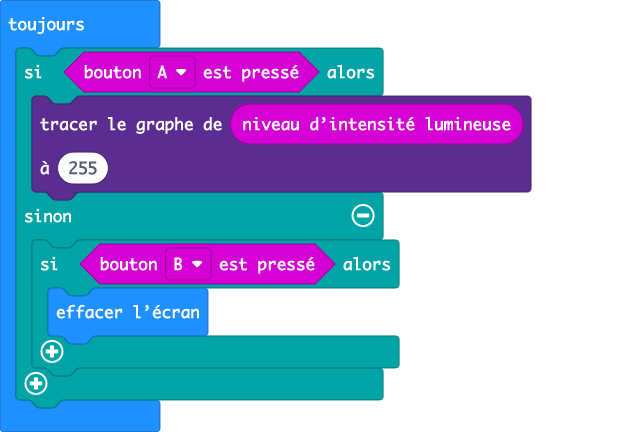 toujours
si bouton A est pressé alors
tracer le graphe de niveau d’intensité lumineuse
à 255
sinon
si bouton B est pressé alors
effacer l’écran